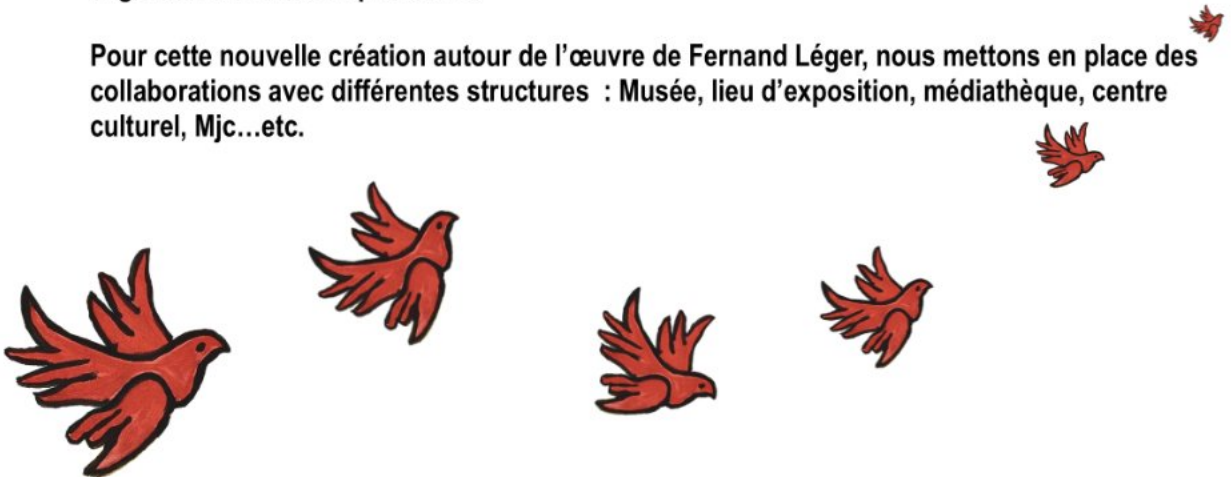 Pour cette nouvelle création autour de l'œuvre de Fernand Léger, nous mettons en place des
collaborations avec différentes structures  : Musée, lieu d'exposition, médiathèque, centre
culturel, Mjc…etc.